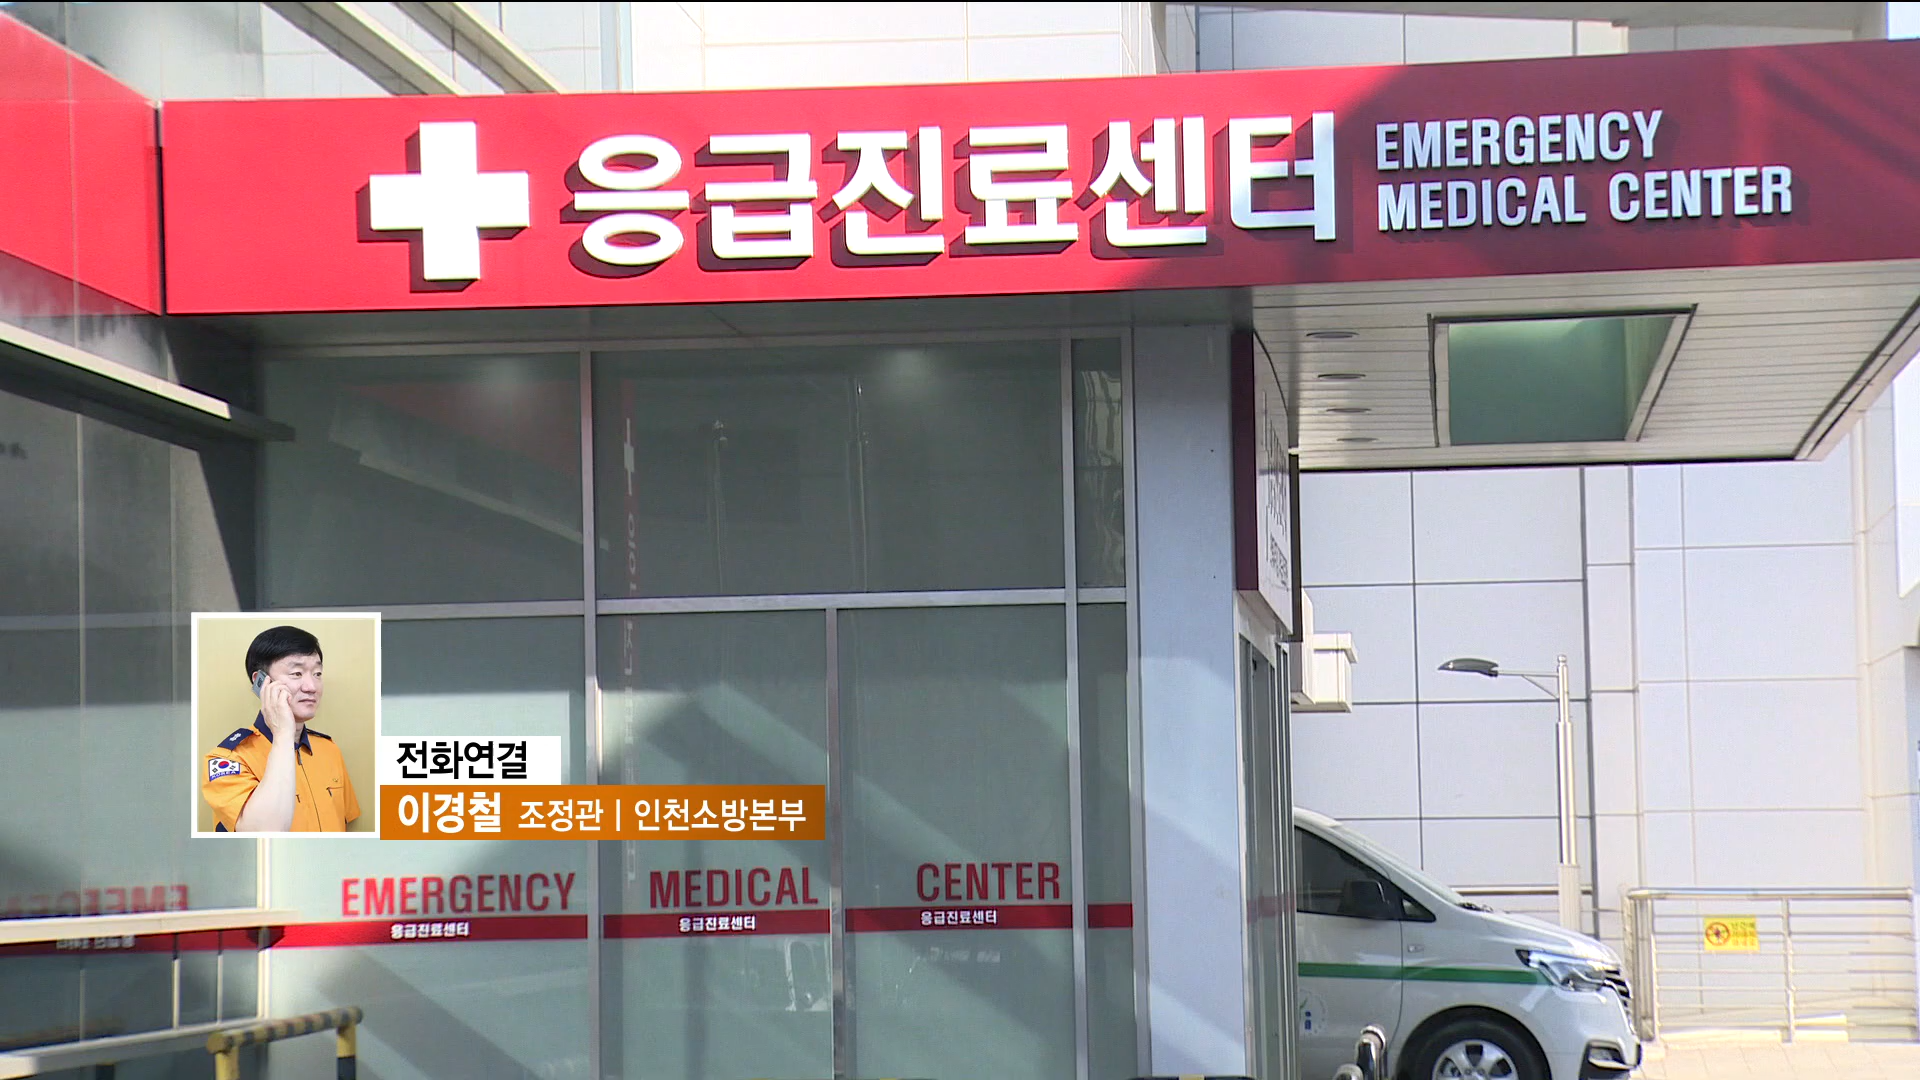 응급진료센터
EMERGENCY
MEDICAL CENTER
전화연결
이경철 조정관 | 인천소방본부
KOREA
EMERGENCY MEDICAL CENTER
응급진료센터 응급진료센터 응급진료센터